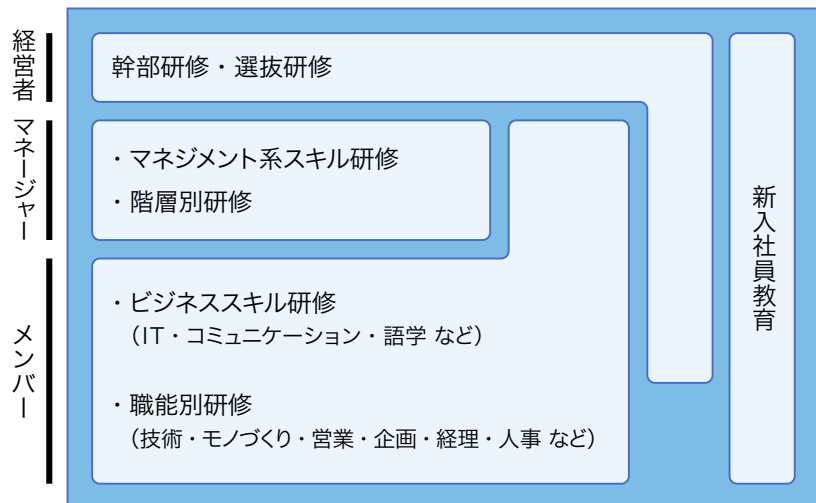 経営者
幹部研修・選抜研修
マネージャー
・マネジメント系スキル研修
・階層別研修
メンバー
・ビジネススキル研修
（IT・コミュニケーション・語学 など）
・職能別研修
（技術・モノづくり・営業・企画・経理・人事 など）
新入社員教育